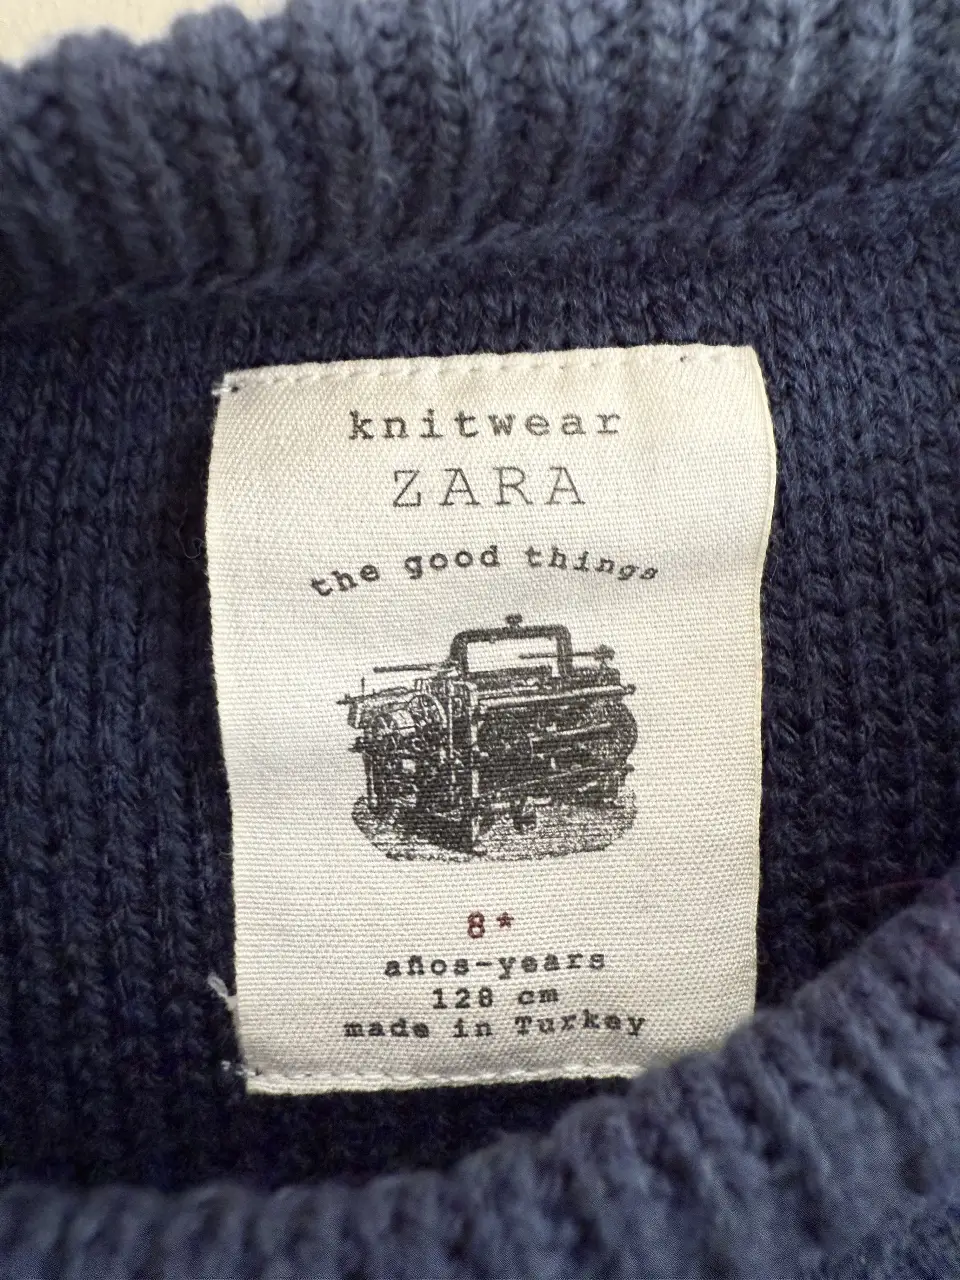 knitwear
ZARA
the good things
8*
años-years
128 cm
made in Turkey